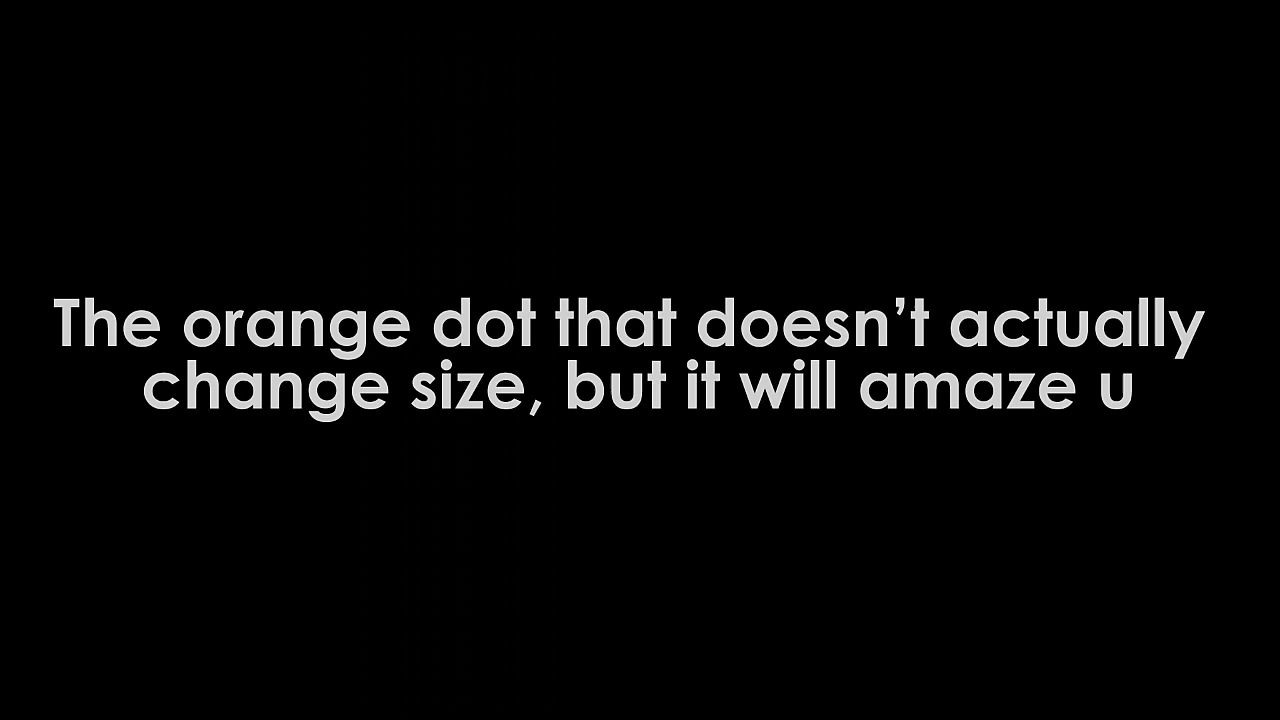 The orange dot that doesn’t actually
change size, but it will amaze u